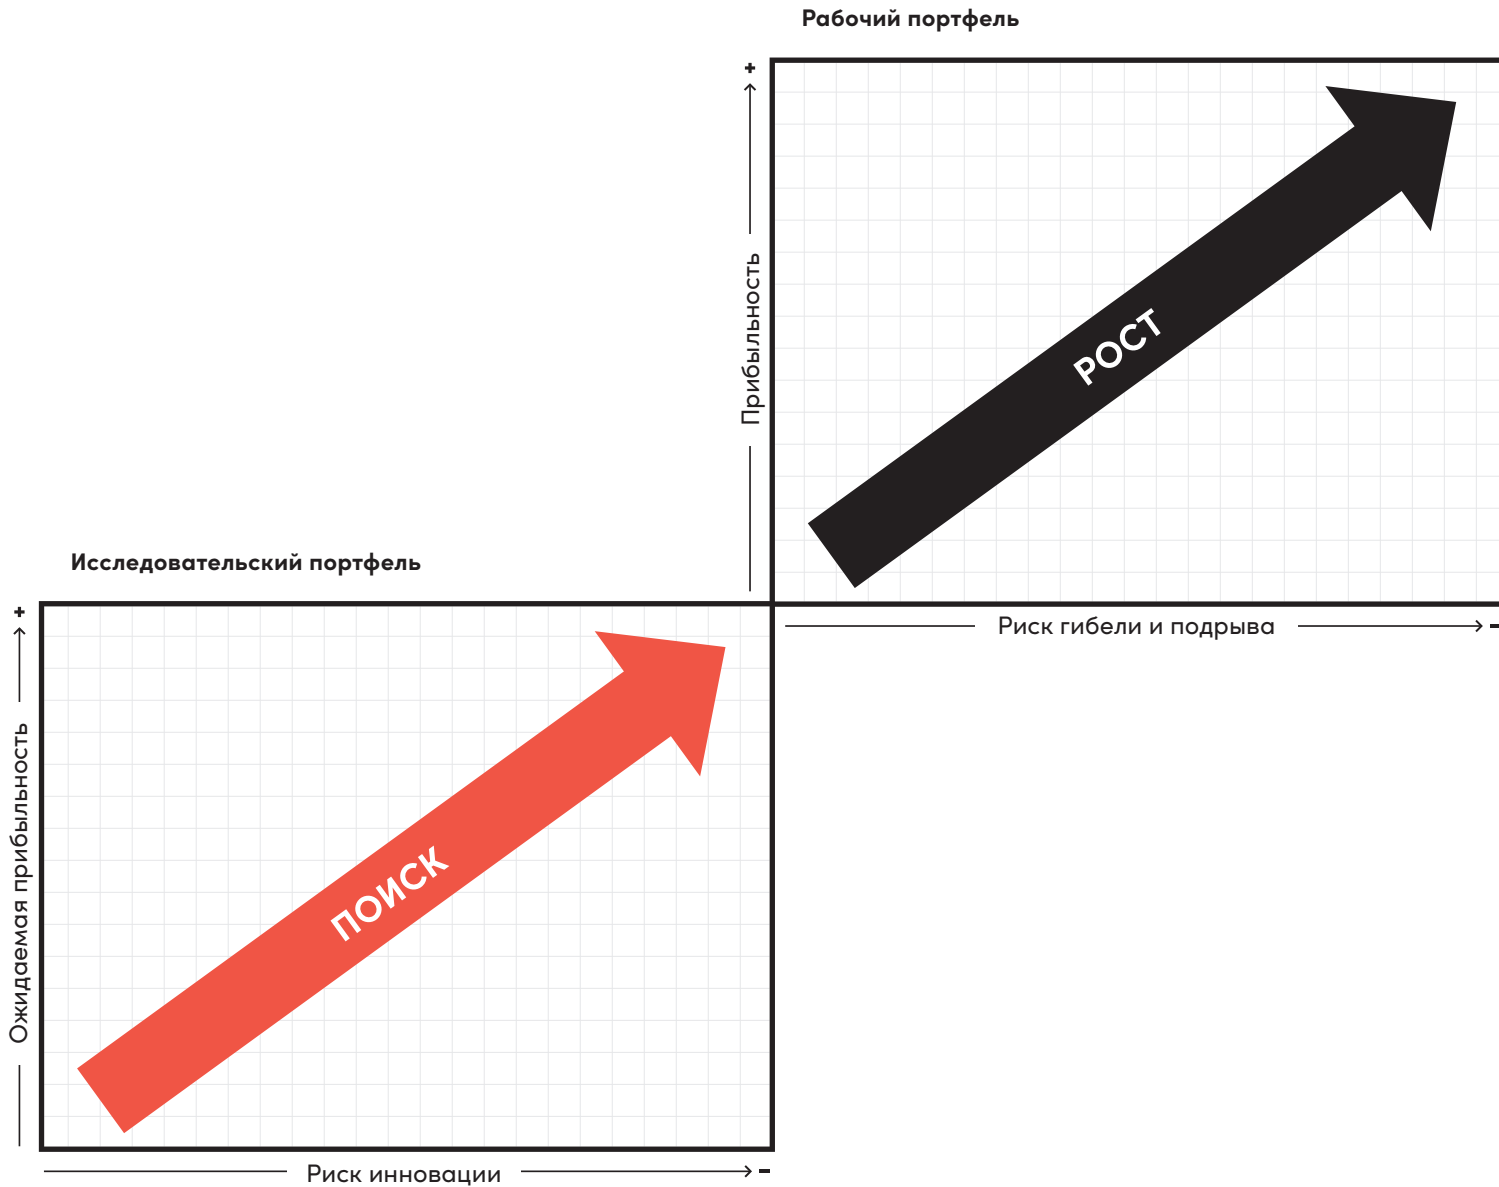 Рабочий портфель
+
Прибыльность
РОСТ
Риск гибели и подрыва
-
Исследовательский портфель
+
Ожидаемая прибыльность
ПОИСК
Риск инновации
-